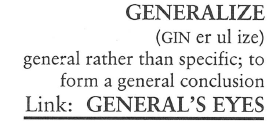 GENERALIZE
(GIN er ul ize)
general rather than specific; to
form a general conclusion
Link: GENERAL'S EYES